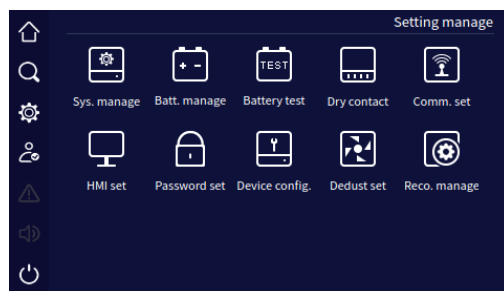 Setting manage
TEST
Sys. manage Batt. manage Battery test Dry contact Comm. set
HMI set Password set Device config. Dedust set Reco. manage